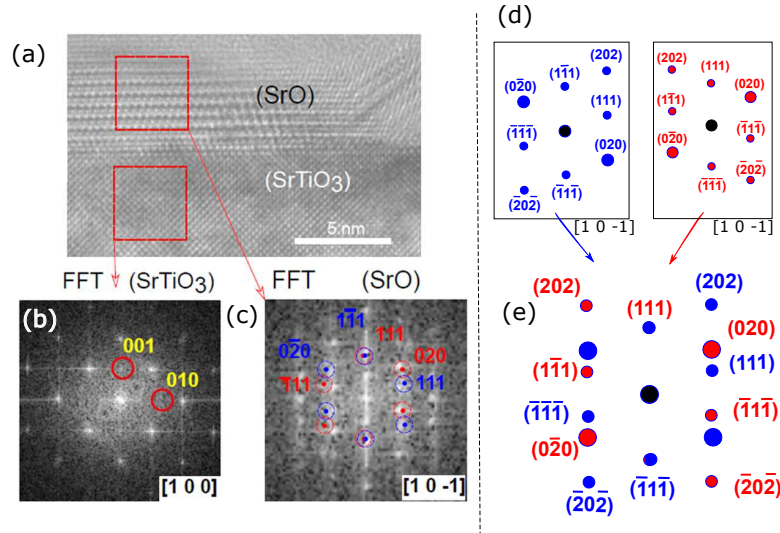 (a)
(SrO)
(SrTiO3)
5 nm
FFT (SrTiO3)
FFT (SrO)
(b)
001
010
[1 0 0]
(c)
11̅1
111
02̅0
020
1̅11
111
[1 0 -1]
(d)
(202)
(11̅1)
(02̅0)
(111)
(1̅1̅1̅)
(020)
(1̅11̅)
(2̅02̅)
[1 0 -1]
(202)
(111)
(11̅1)
(020)
(02̅0)
(1̅11̅)
(1̅1̅1̅)
(2̅02̅)
[1 0 -1]
(e)
(202)
(111)
(202)
(020)
(11̅1)
(111)
(1̅1̅1̅)
(1̅11̅)
(02̅0)
(2̅02̅)
(1̅11̅)
(2̅02̅)